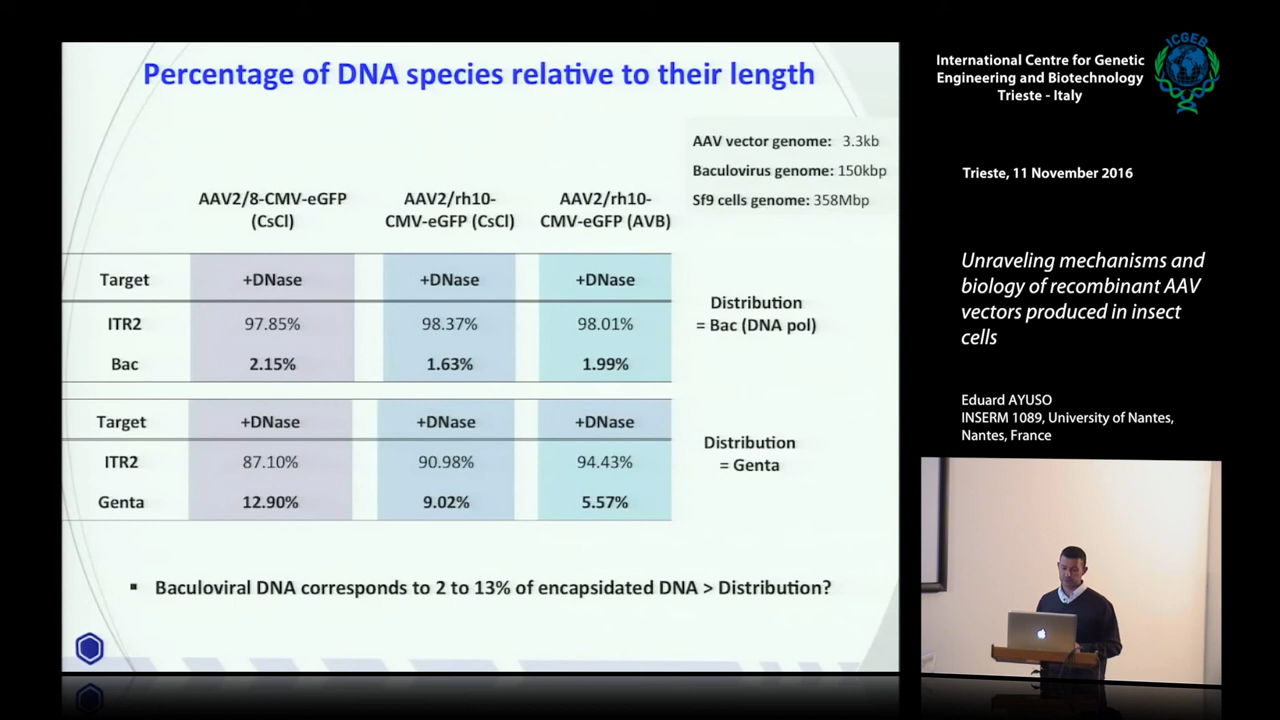 Percentage of DNA species relative to their length
AAV vector genome: 3.3kb
Baculovirus genome: 150kbp
Sf9 cells genome: 358Mbp
AAV2/8-CMV-eGFP
(CsCl)
AAV2/rh10-
CMV-eGFP (CsCl)
AAV2/rh10-
CMV-eGFP (AVB)
Target +DNase +DNase +DNase
ITR2 97.85% 98.37% 98.01%
Bac 2.15% 1.63% 1.99%
Distribution
= Bac (DNA pol)
Target +DNase +DNase +DNase
ITR2 87.10% 90.98% 94.43%
Genta 12.90% 9.02% 5.57%
Distribution
= Genta
▪ Baculoviral DNA corresponds to 2 to 13% of encapsidated DNA > Distribution?
International Centre for Genetic
Engineering and Biotechnology
Trieste - Italy
ICGEB
Trieste, 11 November 2016
Unraveling mechanisms and
biology of recombinant AAV
vectors produced in insect
cells
Eduard AYUSO
INSERM 1089, University of Nantes,
Nantes, France